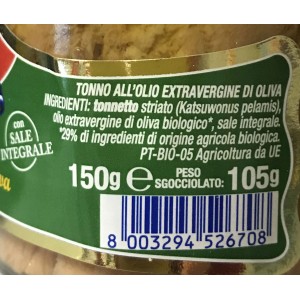 TONNO ALL'OLIO EXTRAVERGINE DI OLIVA
INGREDIENTI: tonnetto striato (Katsuwonus pelamis),
olio extravergine di oliva biologico*, sale integrale.
*29% di ingredienti di origine agricola biologica.
PT-BIO-05 Agricoltura da UE
con
SALE
INTEGRALE
150g e PESO SGOCCIOLATO: 105g
8 003294 526708